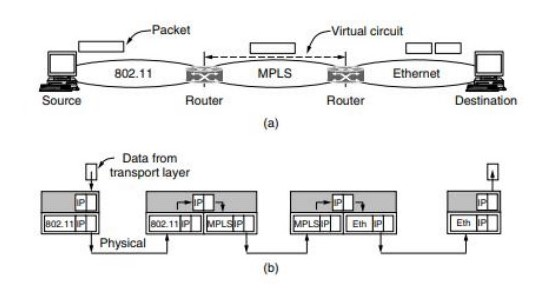 Packet
Virtual circuit
802.11
MPLS
Ethernet
Source
Router
Router
Destination
(a)
Data from
transport layer
IP
IP
IP
IP
802.11 IP
802.11 IP
MPLS IP
MPLS IP
Eth IP
Eth IP
Physical
(b)